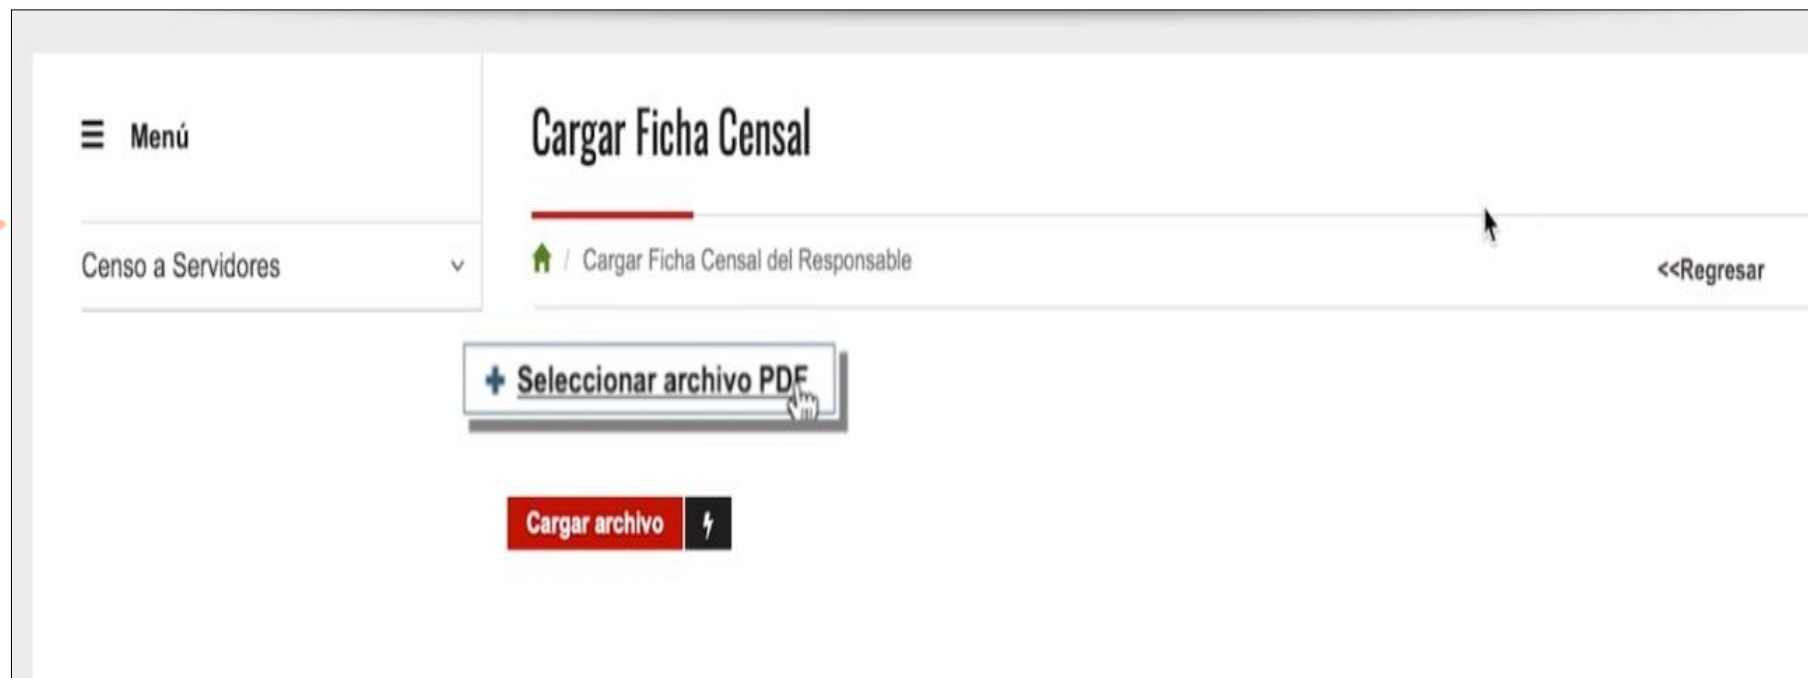 Menú
Cargar Ficha Censal
Censo a Servidores
/ Cargar Ficha Censal del Responsable
<<Regresar
Seleccionar archivo PDF
Cargar archivo